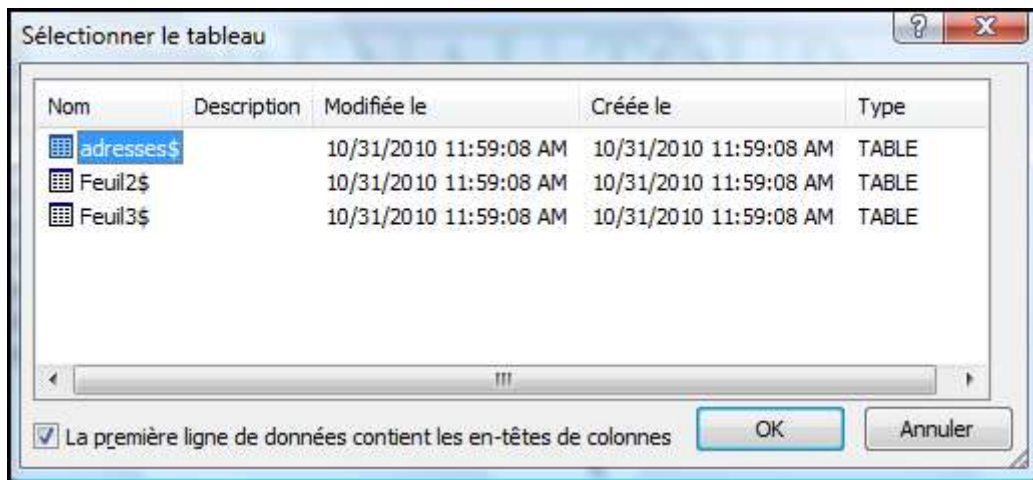 Sélectionner le tableau
Nom Description Modifiée le Créée le Type
adresses$ 10/31/2010 11:59:08 AM 10/31/2010 11:59:08 AM TABLE
Feuil2$ 10/31/2010 11:59:08 AM 10/31/2010 11:59:08 AM TABLE
Feuil3$ 10/31/2010 11:59:08 AM 10/31/2010 11:59:08 AM TABLE
La première ligne de données contient les en-têtes de colonnes OK Annuler